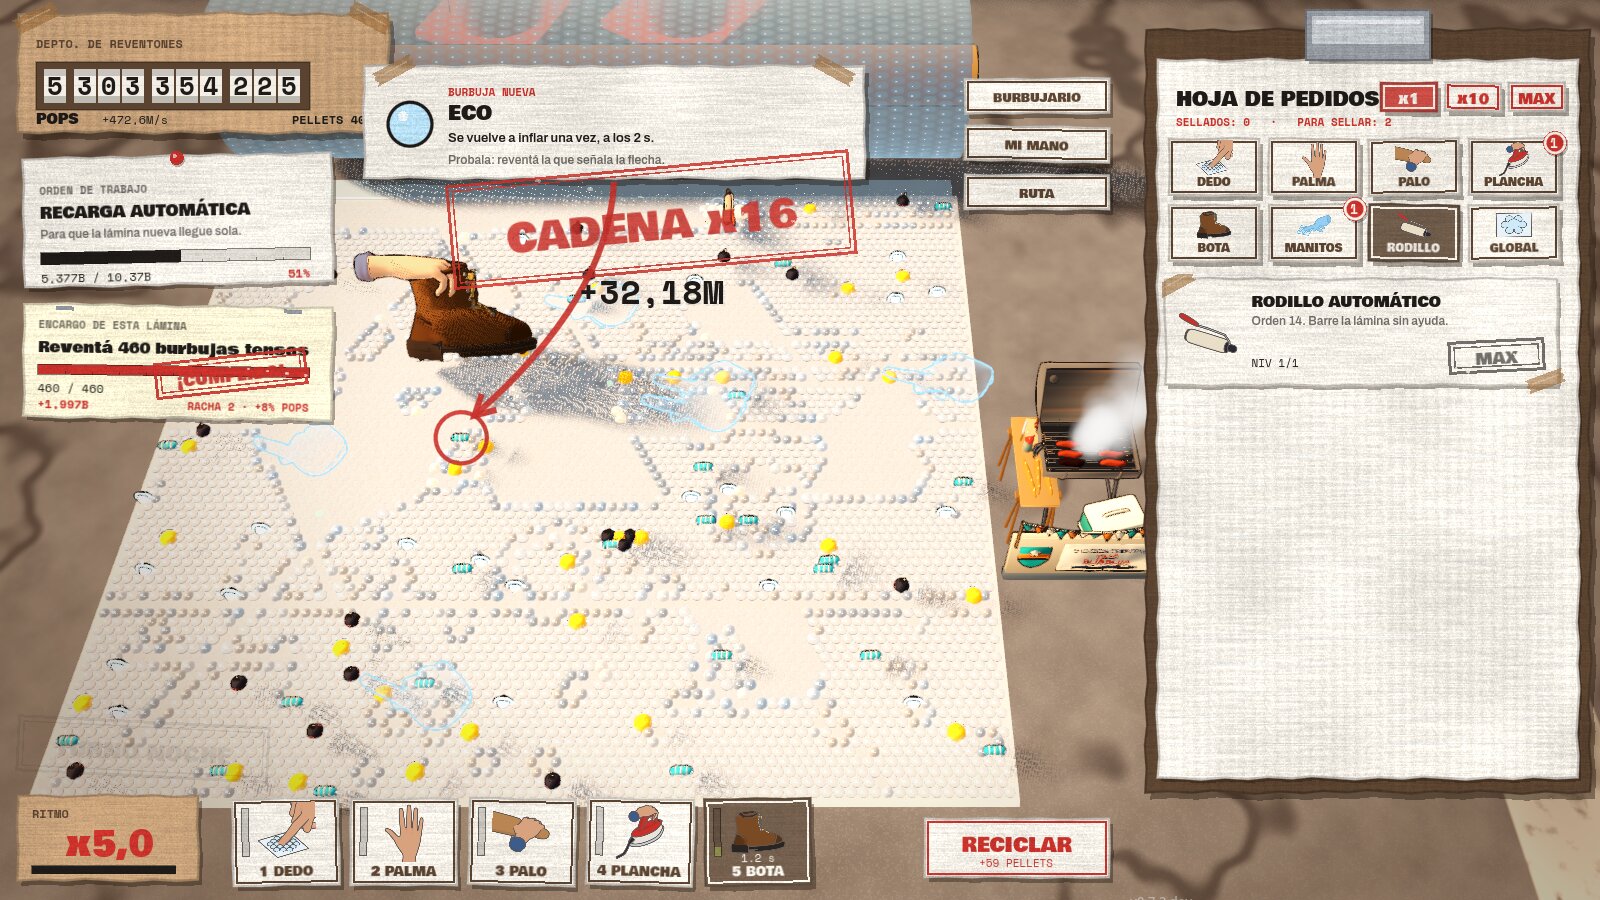 DEPTO. DE REVENTONES
5 303 354 225
POPS +472,6M/s PELLETS 40
ORDEN DE TRABAJO
RECARGA AUTOMÁTICA
Para que la lámina nueva llegue sola.
5,377B / 10,37B 51%
ENCARGO DE ESTA LÁMINA
Reventá 460 burbujas tensas
460 / 460
+1,997B RACHA 2 · +8% POPS
BURBUJA NUEVA
ECO
Se vuelve a inflar una vez, a los 2 s.
Probala: reventá la que señala la flecha.
CADENA x16
+32,18M
BURBUJARIO
MI MANO
RUTA
HOJA DE PEDIDOS x1 x10 MAX
SELLADOS: 0 · PARA SELLAR: 2
DEDO PALMA PALO PLANCHA 1
BOTA MANITOS 1 RODILLO GLOBAL
RODILLO AUTOMÁTICO
Orden 14. Barre la lámina sin ayuda.
NIV 1/1 MAX
RITMO
x5,0
1 DEDO 2 PALMA 3 PALO 4 PLANCHA 1.2 s 5 BOTA
RECICLAR
+59 PELLETS